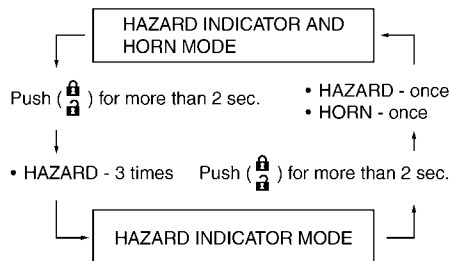 HAZARD INDICATOR AND
HORN MODE
Push ( ) for more than 2 sec.
• HAZARD - once
• HORN - once
• HAZARD - 3 times
Push ( ) for more than 2 sec.
HAZARD INDICATOR MODE